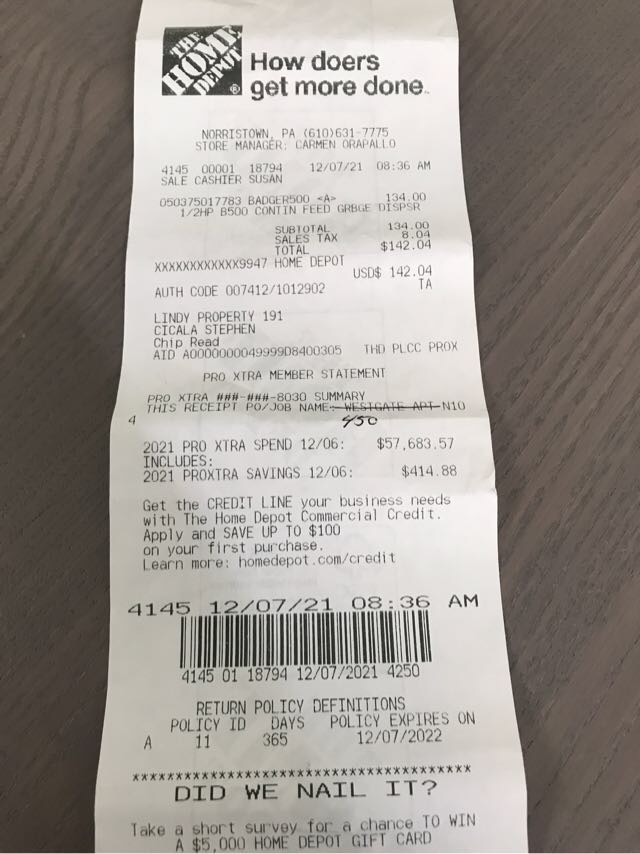 THE
HOME
DEPOT
®
How doers
get more done™
NORRISTOWN, PA (610)631-7775
STORE MANAGER: CARMEN ORAPALLO
4145 00001 18794 12/07/21 08:36 AM
SALE CASHIER SUSAN
050375017783 BADGER500 <A> 134.00
1/2HP B500 CONTIN FEED GRBGE DISPSR
SUBTOTAL 134.00
SALES TAX 8.04
TOTAL $142.04
XXXXXXXXXXXX9947 HOME DEPOT
USD$ 142.04
AUTH CODE 007412/1012902 TA
LINDY PROPERTY 191
CICALA STEPHEN
Chip Read
AID A0000000049999D8400305 THD PLCC PROX
PRO XTRA MEMBER STATEMENT
PRO XTRA ###-###-8030 SUMMARY
THIS RECEIPT PO/JOB NAME: WESTGATE APT N10
4
450
2021 PRO XTRA SPEND 12/06: $57,683.57
INCLUDES:
2021 PROXTRA SAVINGS 12/06: $414.88
Get the CREDIT LINE your business needs
with The Home Depot Commercial Credit.
Apply and SAVE UP TO $100
on your first purchase.
Learn more: homedepot.com/credit
4145 12/07/21 08:36 AM
4145 01 18794 12/07/2021 4250
RETURN POLICY DEFINITIONS
POLICY ID DAYS POLICY EXPIRES ON
A 11 365 12/07/2022
*******************************************
DID WE NAIL IT?
Take a short survey for a chance TO WIN
A $5,000 HOME DEPOT GIFT CARD